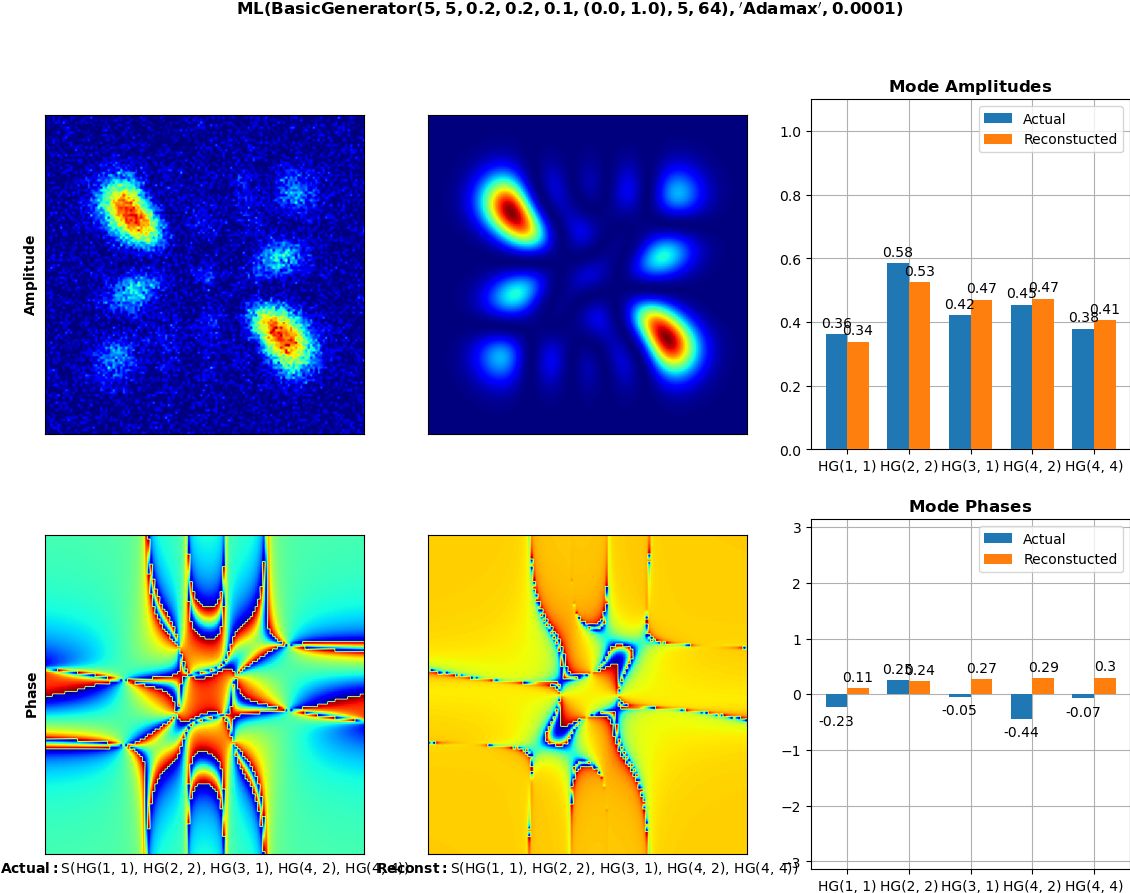 ML(BasicGenerator(5, 5, 0.2, 0.2, 0.1, (0.0, 1.0), 5, 64), 'Adamax', 0.0001)
Mode Amplitudes
Actual
Reconstucted
1.0
0.8
0.6
0.4
0.2
0.0
0.36
0.34
0.58
0.53
0.42
0.47
0.45
0.47
0.38
0.41
HG(1, 1) HG(2, 2) HG(3, 1) HG(4, 2) HG(4, 4)
Amplitude
Mode Phases
Actual
Reconstucted
3
2
1
0
−1
−2
−3
-0.23
0.11
0.25
0.24
-0.05
0.27
-0.44
0.29
-0.07
0.3
HG(1, 1) HG(2, 2) HG(3, 1) HG(4, 2) HG(4, 4)
Phase
Actual: S(HG(1, 1), HG(2, 2), HG(3, 1), HG(4, 2), HG(4, 4))
Reconst: S(HG(1, 1), HG(2, 2), HG(3, 1), HG(4, 2), HG(4, 4))